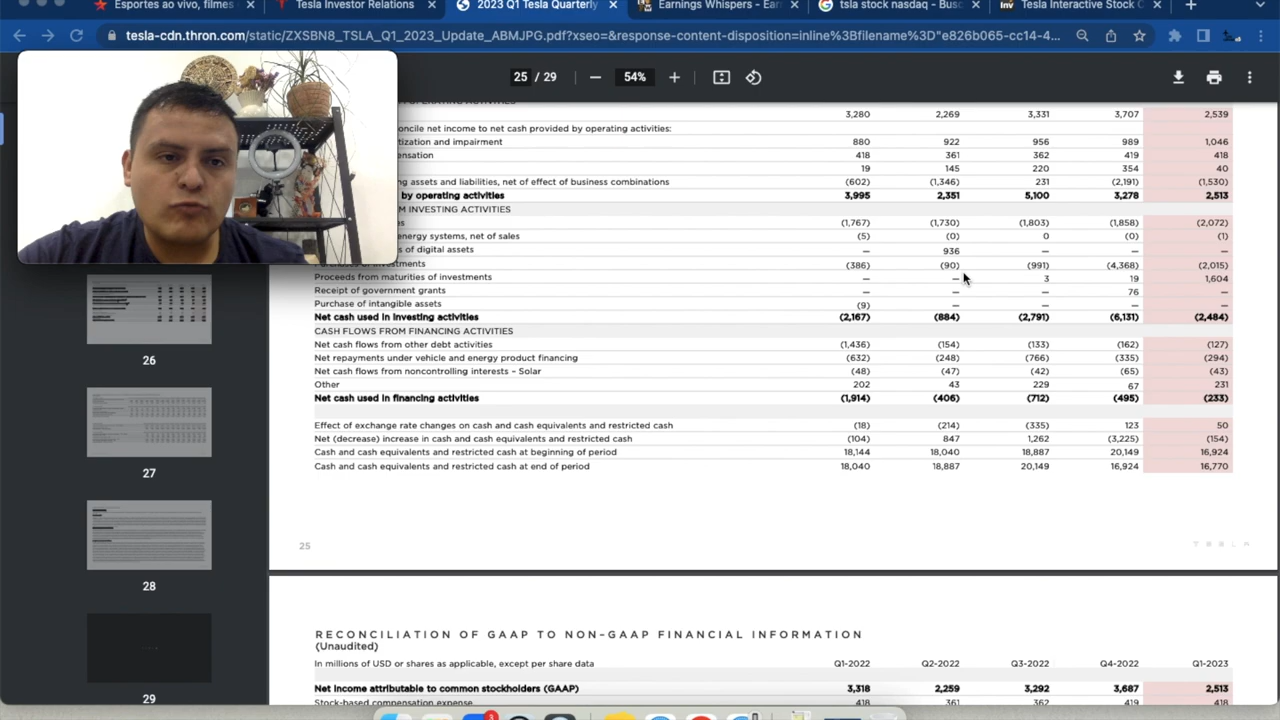 Esportes ao vivo, filmes
Tesla Investor Relations
2023 Q1 Tesla Quarterly
Earnings Whispers - Earn
tsla stock nasdaq - Busc
Tesla Interactive Stock C
tesla-cdn.thron.com/static/ZXSBN8_TSLA_Q1_2023_Update_ABMJPG.pdf?xseo=&response-content-disposition=inline%3Bfilename%3D"e826b065-cc14-4...
25 / 29
54%
3,280 2,269 3,331 3,707 2,539
oncile net income to net cash provided by operating activities:
tization and impairment 880 922 956 989 1,046
ensation 418 361 362 419 418
19 145 220 354 40
ng assets and liabilities, net of effect of business combinations (602) (1,346) 231 (2,191) (1,530)
by operating activities 3,995 2,351 5,100 3,278 2,513
M INVESTING ACTIVITIES
es (1,767) (1,730) (1,803) (1,858) (2,072)
energy systems, net of sales (5) (0) 0 (0) (1)
s of digital assets — 936 — — —
(386) (90) (991) (4,368) (2,015)
Proceeds from maturities of investments — — 3 19 1,604
Receipt of government grants — — — 76 —
Purchase of intangible assets (9) — — — —
Net cash used in investing activities (2,167) (884) (2,791) (6,131) (2,484)
CASH FLOWS FROM FINANCING ACTIVITIES
Net cash flows from other debt activities (1,436) (154) (133) (162) (127)
Net repayments under vehicle and energy product financing (632) (248) (766) (335) (294)
Net cash flows from noncontrolling interests – Solar (48) (47) (42) (65) (43)
Other 202 43 229 67 231
Net cash used in financing activities (1,914) (406) (712) (495) (233)
Effect of exchange rate changes on cash and cash equivalents and restricted cash (18) (214) (335) 123 50
Net (decrease) increase in cash and cash equivalents and restricted cash (104) 847 1,262 (3,225) (154)
Cash and cash equivalents and restricted cash at beginning of period 18,144 18,040 18,887 20,149 16,924
Cash and cash equivalents and restricted cash at end of period 18,040 18,887 20,149 16,924 16,770
25
TESLA
26
27
28
29
RECONCILIATION OF GAAP TO NON–GAAP FINANCIAL INFORMATION
(Unaudited)
In millions of USD or shares as applicable, except per share data Q1-2022 Q2-2022 Q3-2022 Q4-2022 Q1-2023
Net income attributable to common stockholders (GAAP) 3,318 2,259 3,292 3,687 2,513
Stock-based compensation expense 418 361 362 419 418
3